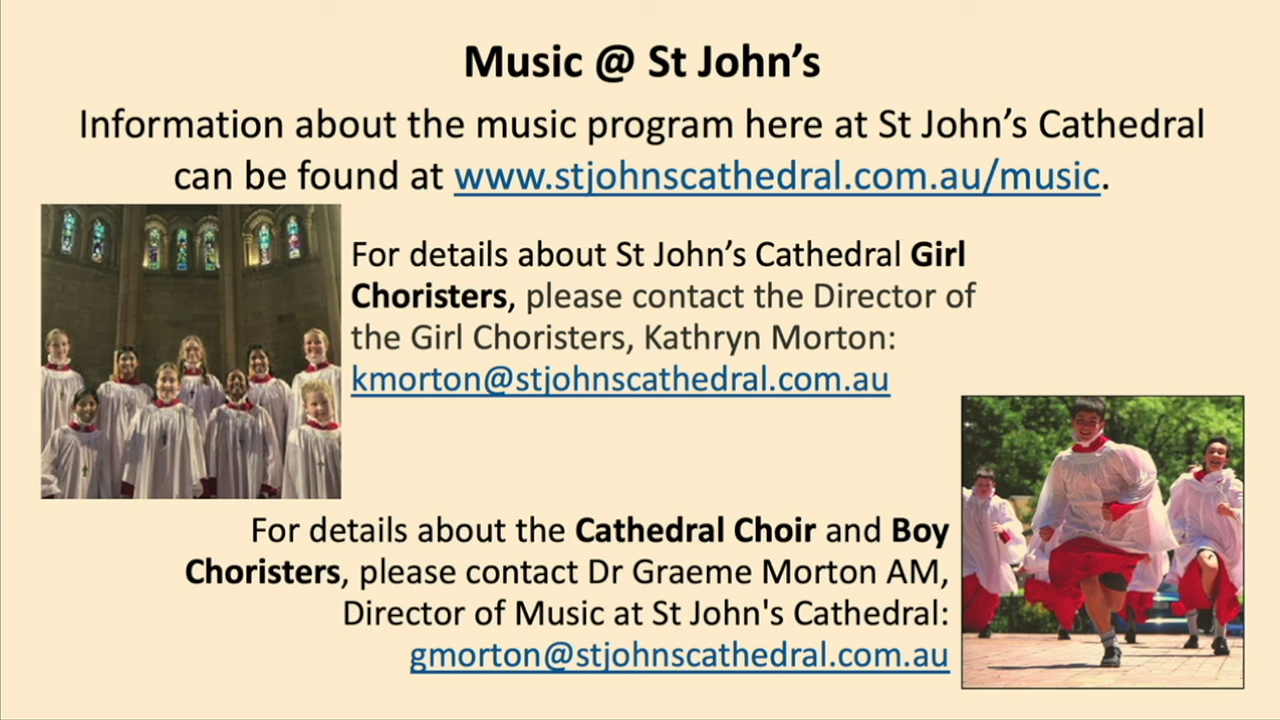 Music @ St John’s
Information about the music program here at St John’s Cathedral
can be found at www.stjohnscathedral.com.au/music.
For details about St John’s Cathedral Girl
Choristers, please contact the Director of
the Girl Choristers, Kathryn Morton:
kmorton@stjohnscathedral.com.au
For details about the Cathedral Choir and Boy
Choristers, please contact Dr Graeme Morton AM,
Director of Music at St John's Cathedral:
gmorton@stjohnscathedral.com.au